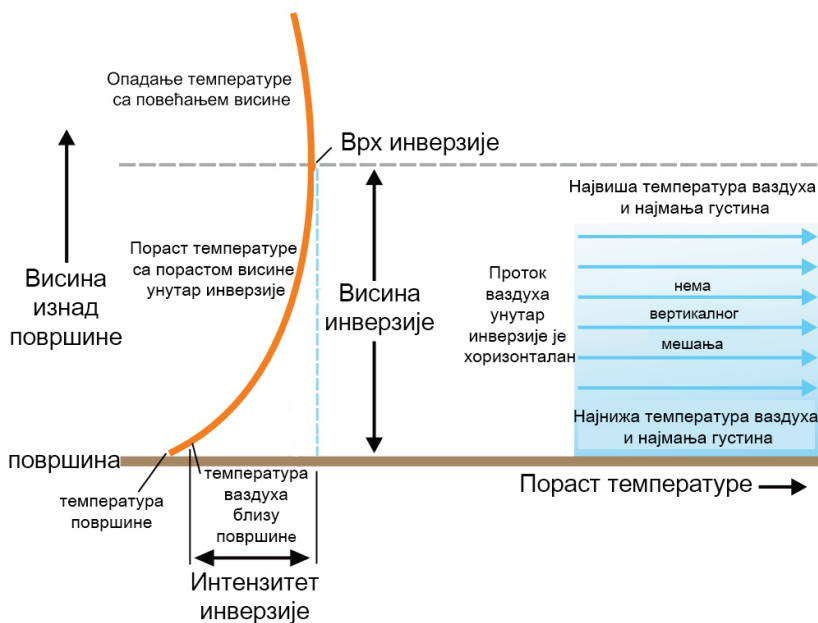 Опадање температуре
са повећањем висине
Врх инверзије
Највиша температура ваздуха
и најмања густина
Пораст температуре
са порастом висине
унутар инверзије
Висина
изнад
површине
Висина
инверзије
Проток
ваздуха
унутар
инверзије је
хоризонталан
нема
вертикалног
мешања
Најнижа температура ваздуха
и најмања густина
површина
температура
површине
температура
ваздуха
близу
површине
Пораст температуре
Интензитет
инверзије